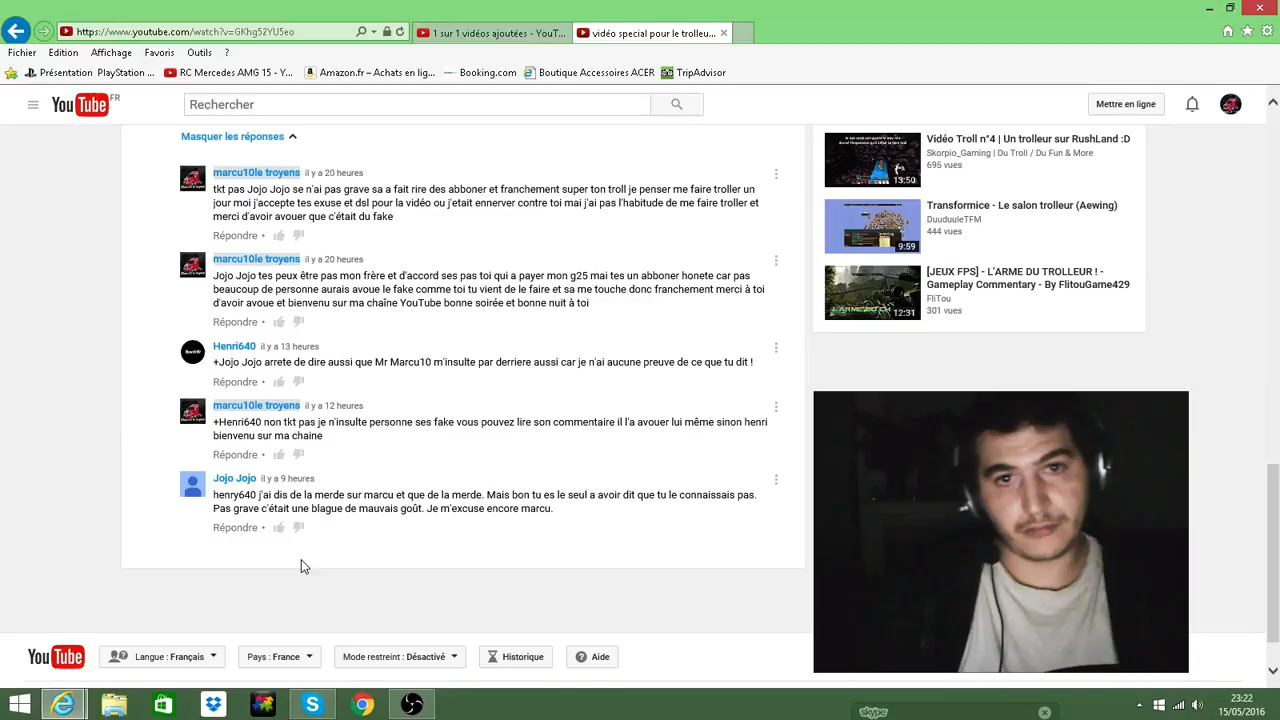 https://www.youtube.com/watch?v=GKhg52YU5eo
1 sur 1 vidéos ajoutées - YouT...
vidéo special pour le trolleu...
Fichier Edition Affichage Favoris Outils ?
Présentation PlayStation ...
RC Mercedes AMG 15 - Y...
Amazon.fr – Achats en lig...
Booking.com
Boutique Accessoires ACER
TripAdvisor
YouTube FR
Rechercher
Mettre en ligne
Masquer les réponses
marcu10le troyens il y a 20 heures
tkt pas Jojo Jojo se n'ai pas grave sa a fait rire des abboner et franchement super ton troll je penser me faire troller un
jour moi j'accepte tes exuse et dsl pour la vidéo ou j'etait ennerver contre toi mai j'ai pas l'habitude de me faire troller et
merci d'avoir avouer que c'était du fake
Répondre •
marcu10le troyens il y a 20 heures
Jojo Jojo tes peux être pas mon frère et d'accord ses pas toi qui a payer mon g25 mai tes un abboner honete car pas
beaucoup de personne aurais avoue le fake comme toi tu vient de le faire et sa me touche donc franchement merci à toi
d'avoir avoue et bienvenu sur ma chaîne YouTube bonne soirée et bonne nuit à toi
Répondre •
Henri640 il y a 13 heures
+Jojo Jojo arrete de dire aussi que Mr Marcu10 m'insulte par derriere aussi car je n'ai aucune preuve de ce que tu dit !
Répondre •
marcu10le troyens il y a 12 heures
+Henri640 non tkt pas je n'insulte personne ses fake vous pouvez lire son commentaire il l'a avouer lui même sinon henri
bienvenu sur ma chaine
Répondre •
Jojo Jojo il y a 9 heures
henry640 j'ai dis de la merde sur marcu et que de la merde. Mais bon tu es le seul a avoir dit que tu le connaissais pas.
Pas grave c'était une blague de mauvais goût. Je m'excuse encore marcu.
Répondre •
Vidéo Troll n°4 | Un trolleur sur RushLand :D
Skorpio_Gaming | Du Troll / Du Fun & More
695 vues
13:50
Transformice - Le salon trolleur (Aewing)
DuuduuleTFM
444 vues
9:59
[JEUX FPS] - L'ARME DU TROLLEUR ! -
Gameplay Commentary - By FlitouGame429
FliTou
301 vues
12:31
YouTube
Langue : Français
Pays : France
Mode restreint : Désactivé
Historique
Aide
skype
23:22
15/05/2016